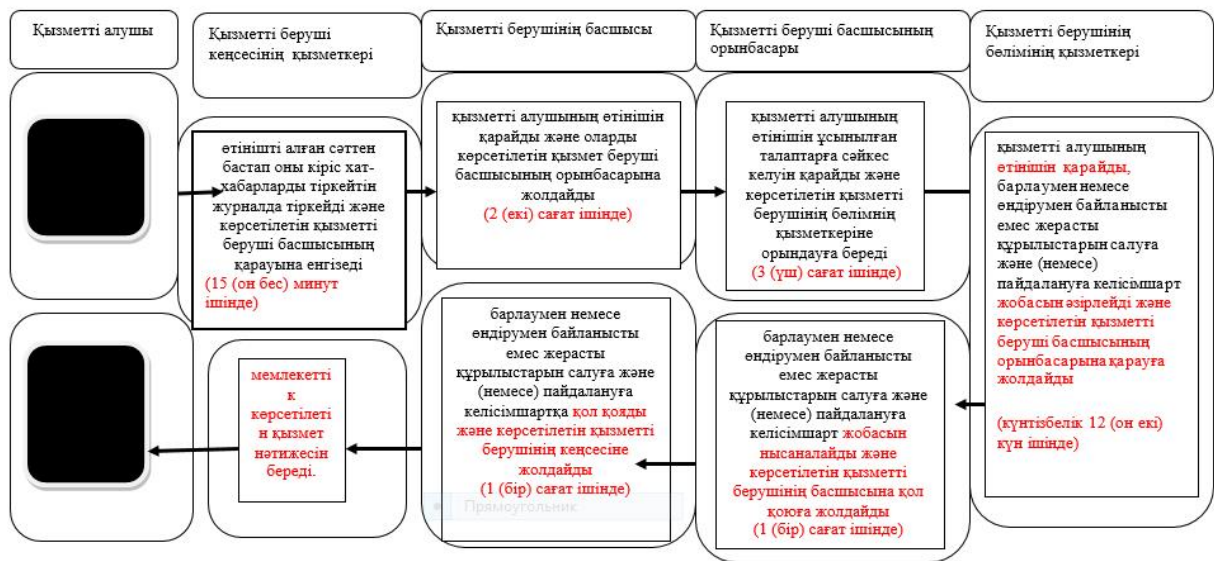 Қызметті алушы
Қызметті беруші
кеңсесінің қызметкері
Қызметті берушінің басшысы
Қызметті беруші басшысының
орынбасары
Қызметті берушінің
бөлімінің қызметкері
өтінішті алған сәттен
бастап оны кіріс хат-
хабарларды тіркейтін
журналда тіркейді және
көрсетілетін қызметті
беруші басшысының
қарауына енгізеді
(15 (он бес) минут
ішінде)
қызметті алушының өтінішін
қарайды және оларды
көрсетілетін қызмет беруші
басшысының орынбасарына
жолдайды
(2 (екі) сағат ішінде)
қызметті алушының
өтінішін ұсынылған
талаптарға сәйкес
келуін қарайды және
көрсетілетін қызметті
берушінің бөлімнің
қызметкеріне
орындауға береді
(3 (үш) сағат ішінде)
қызметті алушының
өтінішін қарайды,
барлаумен немесе
өндірумен байланысты
емес жерасты
құрылыстарын салуға
және (немесе)
пайдалануға келісімшарт
жобасын әзірлейді және
көрсетілетін қызметті
беруші басшысының
орынбасарына қарауға
жолдайды
(күнтізбелік 12 (он екі)
күн ішінде)
барлаумен немесе
өндірумен байланысты
емес жерасты
құрылыстарын салуға және
(немесе) пайдалануға
келісімшарт жобасын
нысаналайды және
көрсетілетін қызметті
берушінің басшысына қол
қоюға жолдайды
(1 (бір) сағат ішінде)
барлаумен немесе
өндірумен байланысты
емес жерасты
құрылыстарын салуға және
(немесе) пайдалануға
келісімшартқа қол қояды
және көрсетілетін қызметті
берушінің кеңсесіне
жолдайды
(1 (бір) сағат ішінде)
Прямоугольник
мемлекетті
к
көрсетілеті
н қызмет
нәтижесін
береді.